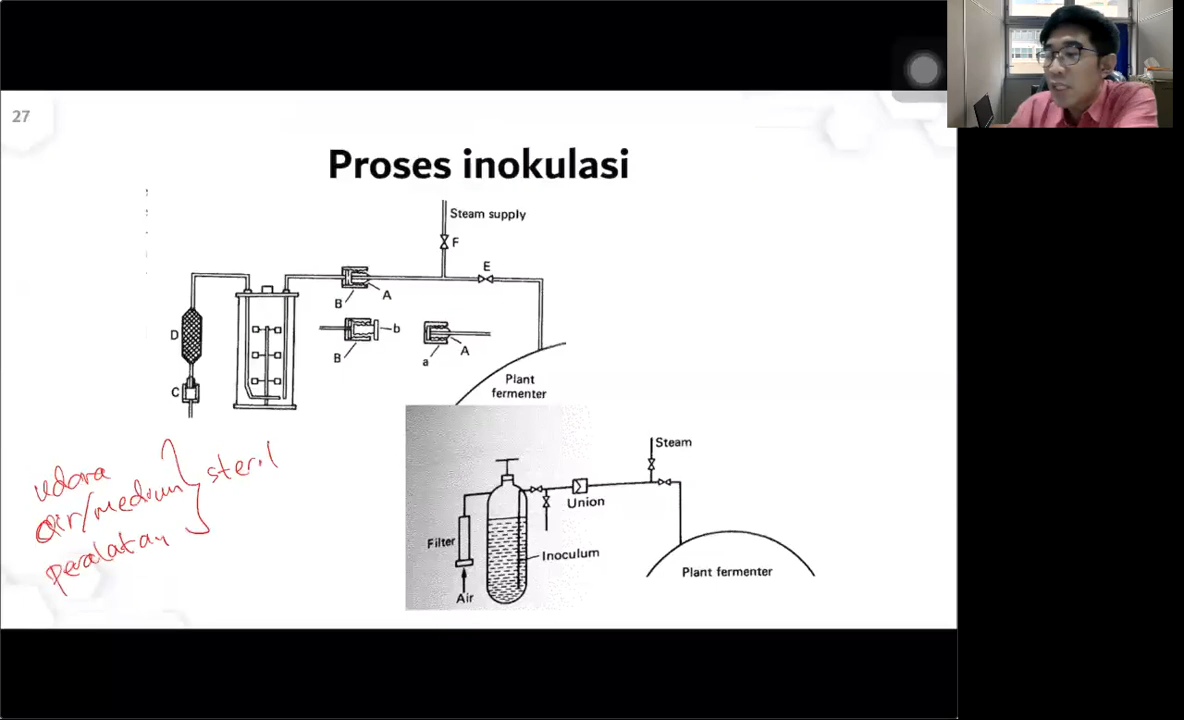 27
Proses inokulasi
Steam supply
F
E
B
A
D
b
B
a
A
C
Plant
fermenter
udara
air/medium
peralatan
steril
Steam
Union
Filter
Inoculum
Air
Plant fermenter